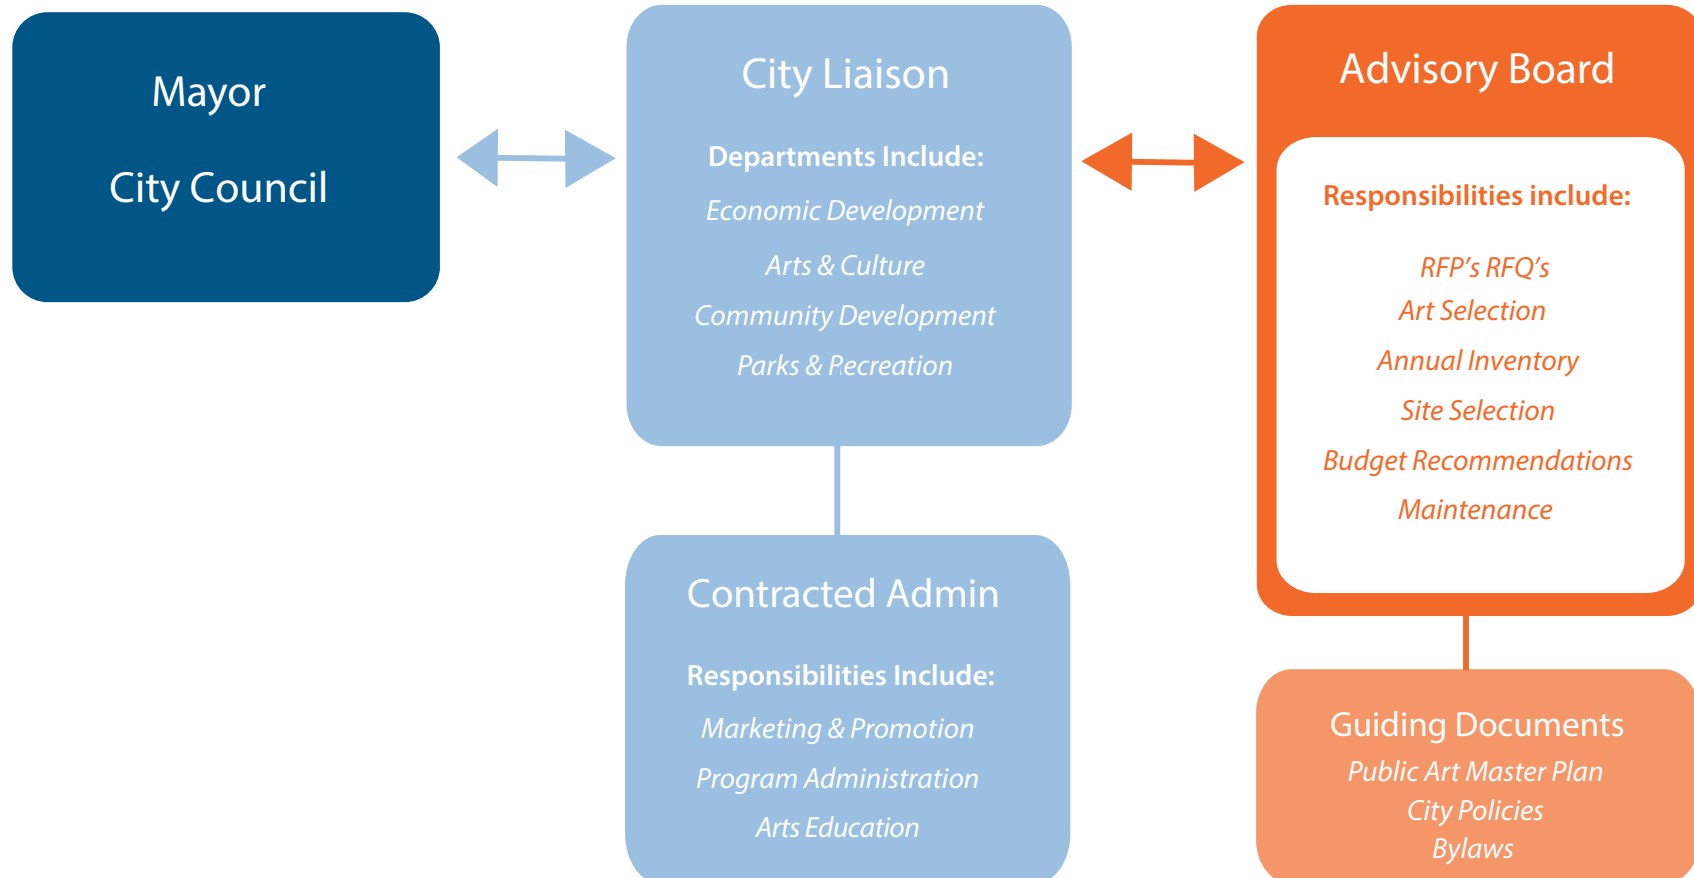 Mayor
City Council
City Liaison
Departments Include:
Economic Development
Arts & Culture
Community Development
Parks & Recreation
Contracted Admin
Responsibilities Include:
Marketing & Promotion
Program Administration
Arts Education
Advisory Board
Responsibilities include:
RFP’s RFQ’s
Art Selection
Annual Inventory
Site Selection
Budget Recommendations
Maintenance
Guiding Documents
Public Art Master Plan
City Policies
Bylaws